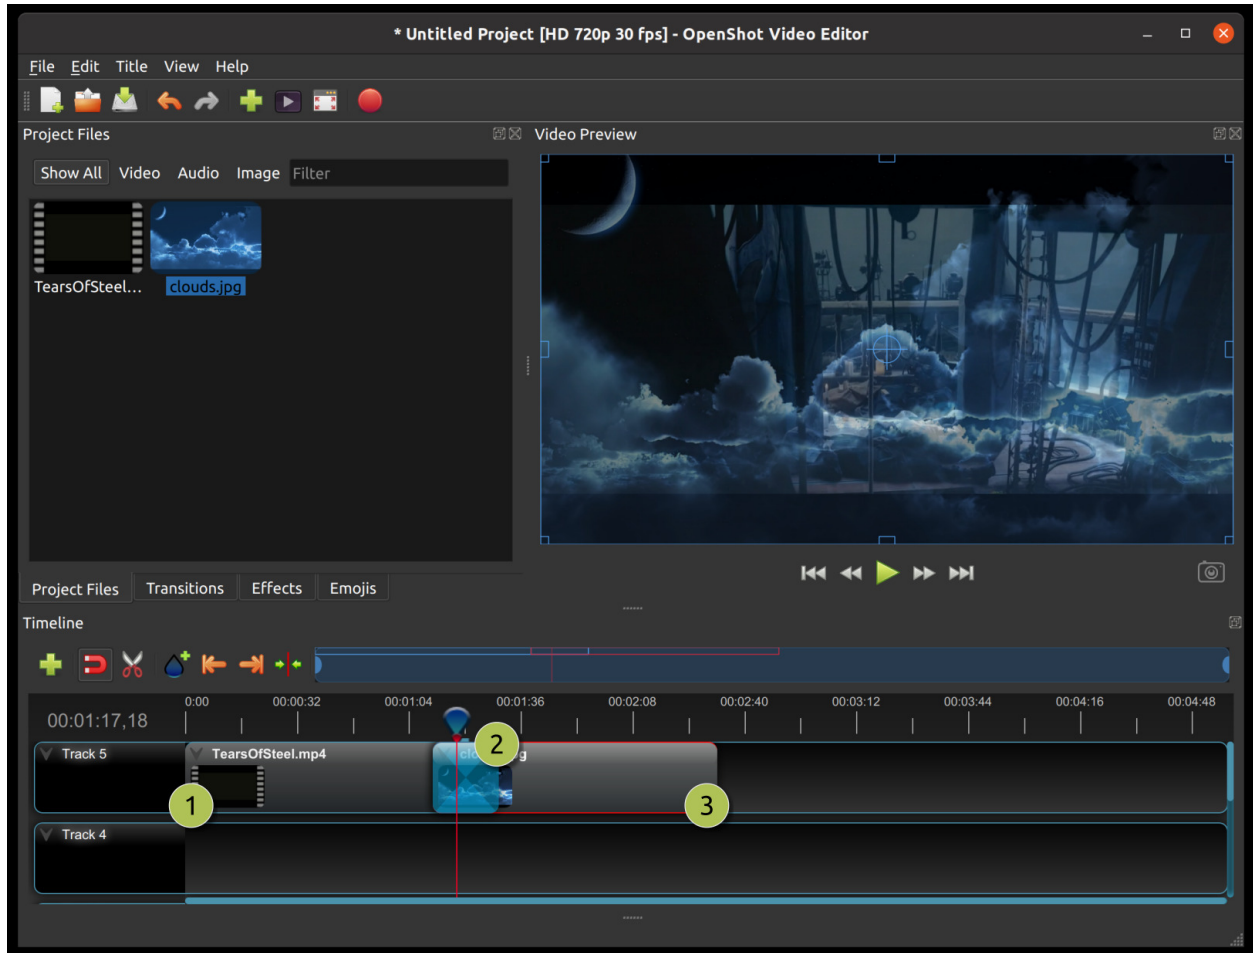 * Untitled Project [HD 720p 30 fps] - OpenShot Video Editor
File Edit Title View Help
Project Files
Video Preview
Show All Video Audio Image Filter
TearsOfSteel... clouds.jpg
Project Files Transitions Effects Emojis
Timeline
00:01:17,18
0:00 00:00:32 00:01:04 00:01:36 00:02:08 00:02:40 00:03:12 00:03:44 00:04:16 00:04:48
Track 5
TearsOfSteel.mp4
1
2
3
Track 4